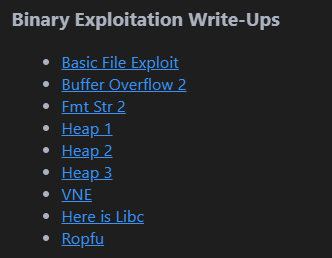 Binary Exploitation Write-Ups
Basic File Exploit
Buffer Overflow 2
Fmt Str 2
Heap 1
Heap 2
Heap 3
VNE
Here is Libc
Ropfu